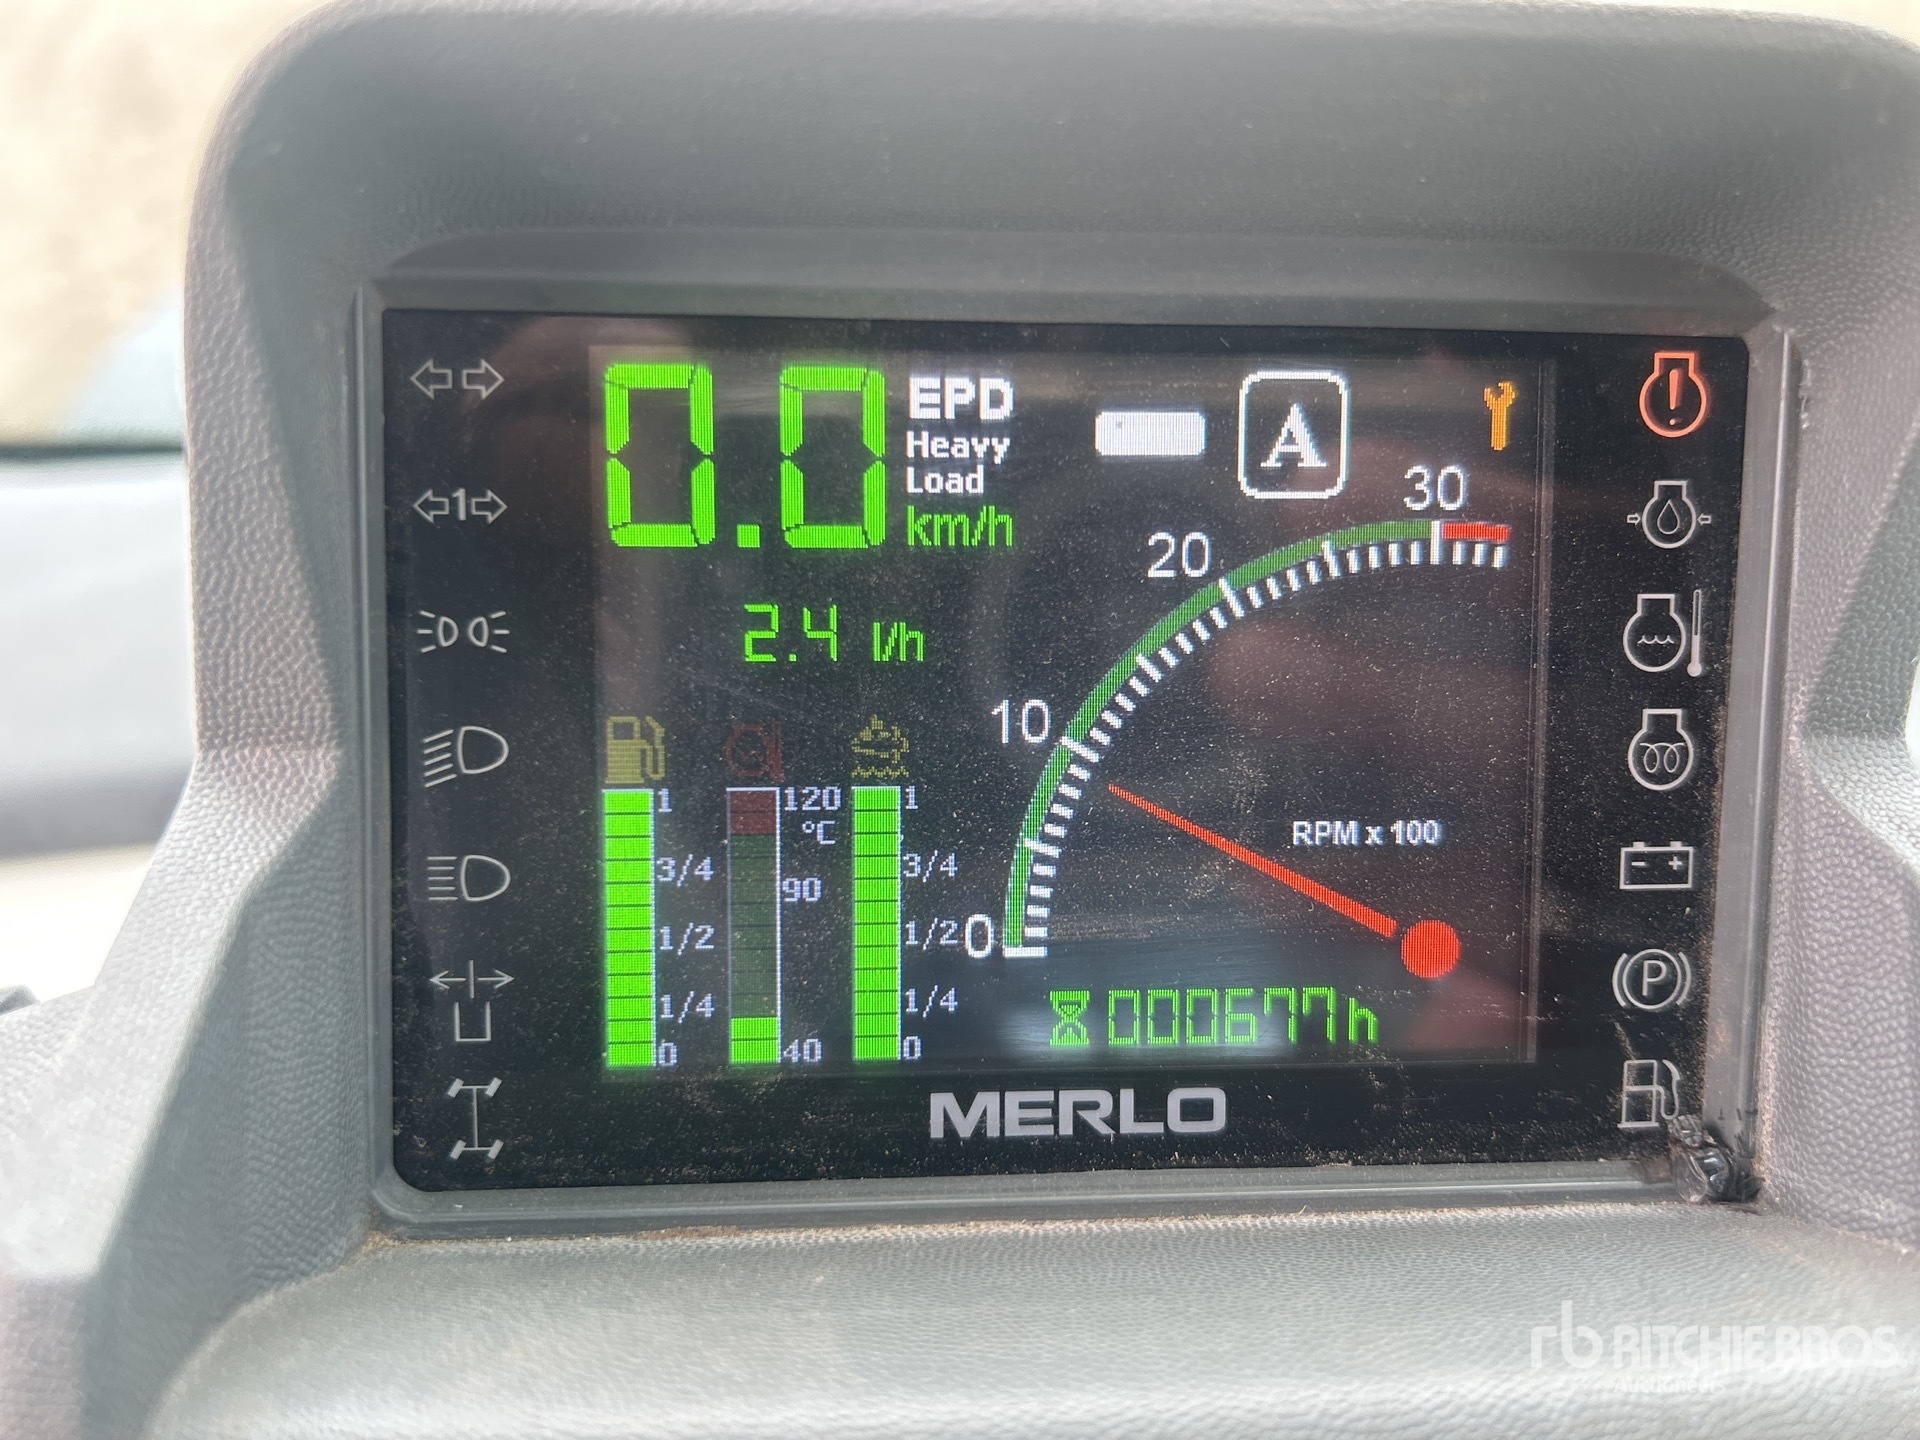 0.0
EPD
Heavy
Load
km/h
A
2.4 l/h
1
3/4
1/2
1/4
0
120
°C
90
40
1
3/4
1/2
1/4
0
30
20
10
0
RPM x 100
000677h
1
!
P
MERLO
rb RITCHIE BROS.
Auctioneers